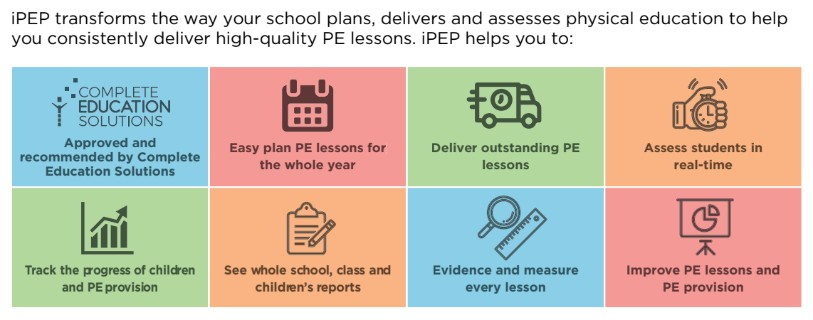 iPEP transforms the way your school plans, delivers and assesses physical education to help
you consistently deliver high-quality PE lessons. iPEP helps you to:
COMPLETE
EDUCATION
SOLUTIONS
Approved and
recommended by Complete
Education Solutions
Easy plan PE lessons for
the whole year
Deliver outstanding PE
lessons
Assess students in
real-time
Track the progress of children
and PE provision
See whole school, class and
children's reports
Evidence and measure
every lesson
Improve PE lessons and
PE provision